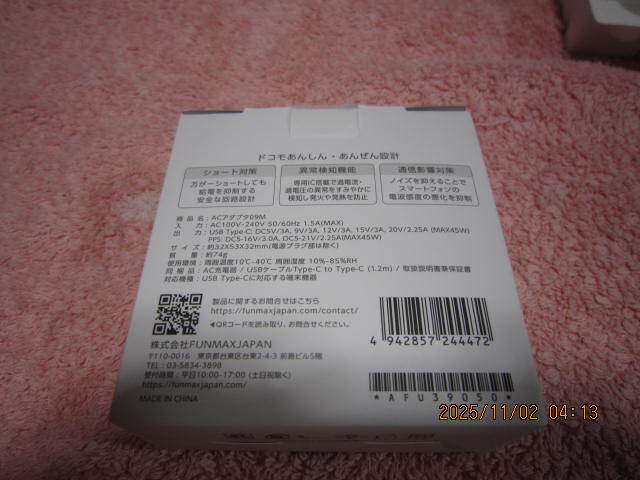 ドコモあんしん・あんぜん設計
ショート対策
万が一ショートしても
給電を抑制する
安全な回路設計
異常検知機能
専用IC搭載で過電流・
過電圧の異常をすみやかに
検知し発火や発熱を防止
通信影響対策
ノイズを抑えることで
スマートフォンの
電波感度の悪化を抑制
商品名:ACアダプタ09M
入力:AC100V-240V 50/60Hz 1.5A(MAX)
出力:USB Type-C: DC5V/3A, 9V/3A, 12V/3A, 15V/3A, 20V/2.25A (MAX45W)
PPS: DC5-16V/3.0A, DC5-21V/2.25A(MAX45W)
サイズ:約32X53X32mm(電源プラグ部は除く)
質量:約74g
使用環境:周囲温度10℃-40℃ 周囲湿度 10%-85%RH
同梱品:AC充電器 / USBケーブルType-C to Type-C (1.2m) / 取扱説明書兼保証書
対応機種:USB Type-Cに対応する端末機器
製品に関するお問合せはこちら
https://funmaxjapan.com/contact/
◀QRコードを読み取り、お問合せ
株式会社FUNMAXJAPAN
〒110-0016 東京都台東区台東2-4-3 前島ビル5階
TEL:03-5834-3898
受付時間:平日10:00-17:00 (土日祝除く)
https://funmaxjapan.com/
MADE IN CHINA
4 942857 244472
*AFU39050*
2025/11/02 04:13